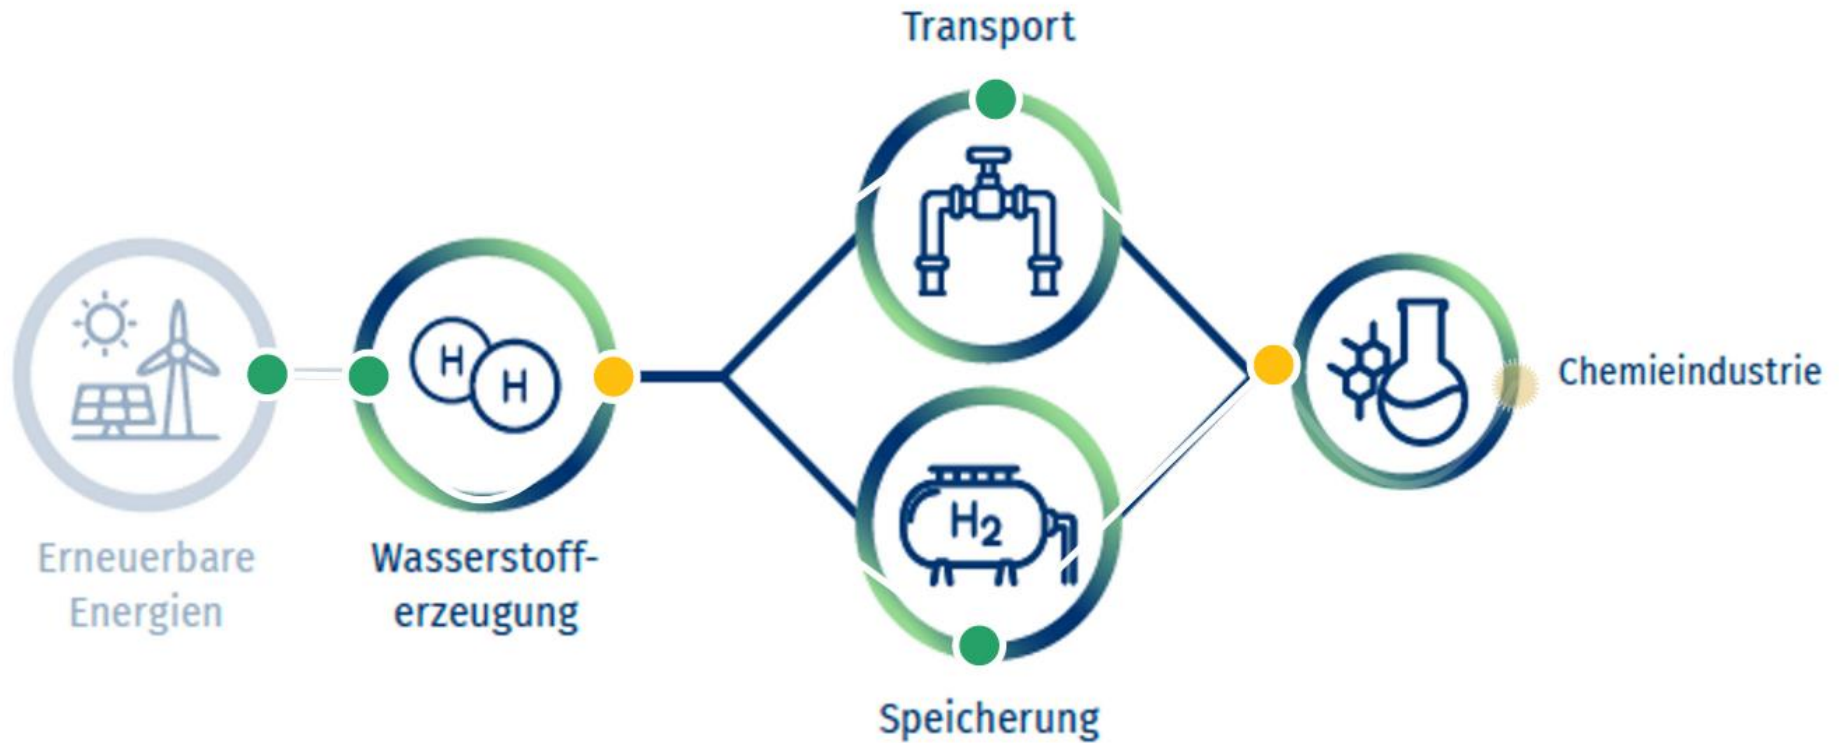 Transport
Erneuerbare
Energien
Wasserstoff-
erzeugung
H
H
H2
Speicherung
Chemieindustrie